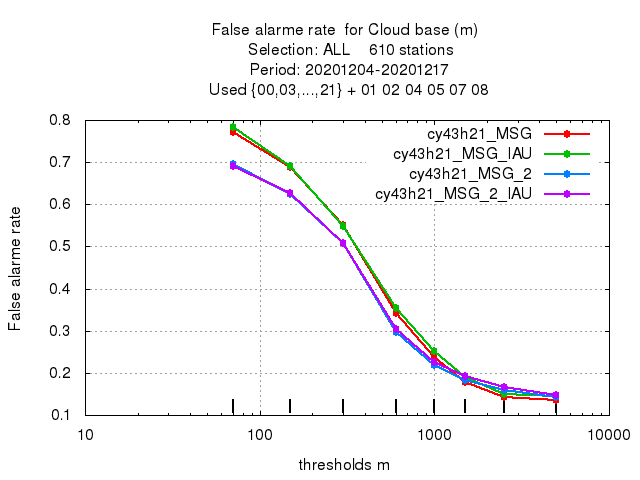 False alarme rate  for Cloud base (m)
Selection: ALL    610 stations
Period: 20201204-20201217
Used {00,03,...,21} + 01 02 04 05 07 08
0.8
0.7
0.6
0.5
0.4
0.3
0.2
0.1
False alarme rate
cy43h21_MSG
cy43h21_MSG_IAU
cy43h21_MSG_2
cy43h21_MSG_2_IAU
10 100 1000 10000
thresholds m